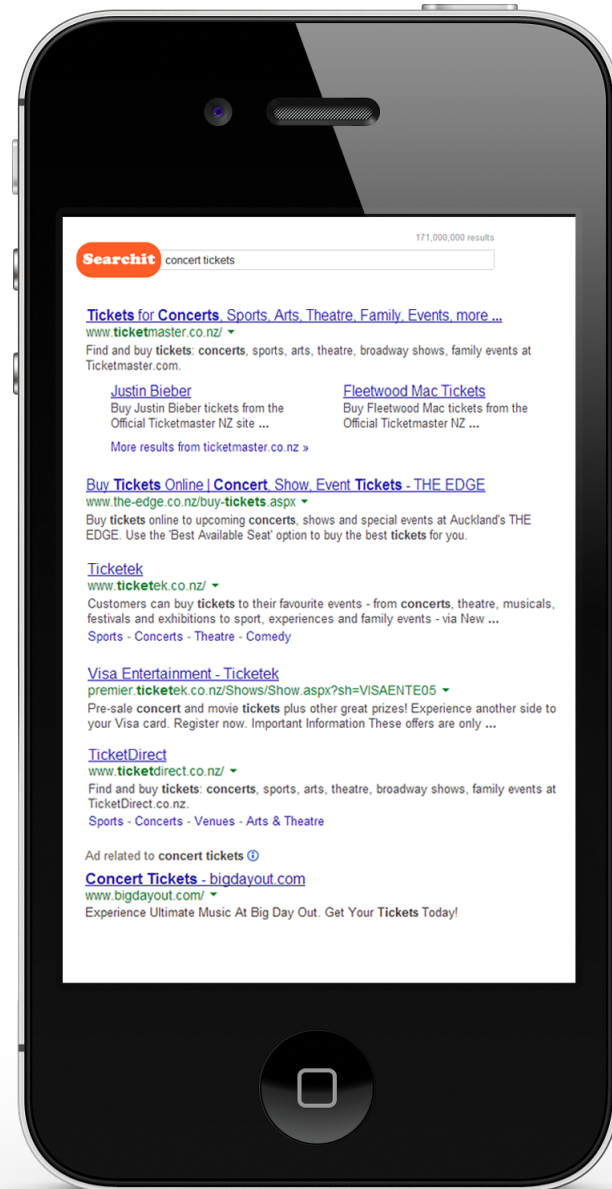 171,000,000 results
Searchit concert tickets
Tickets for Concerts, Sports, Arts, Theatre, Family, Events, more ...
www.ticketmaster.co.nz/
Find and buy tickets: concerts, sports, arts, theatre, broadway shows, family events at
Ticketmaster.com.
Justin Bieber
Buy Justin Bieber tickets from the
Official Ticketmaster NZ site ...
Fleetwood Mac Tickets
Buy Fleetwood Mac tickets from the
Official Ticketmaster NZ ...
More results from ticketmaster.co.nz »
Buy Tickets Online | Concert, Show, Event Tickets - THE EDGE
www.the-edge.co.nz/buy-tickets.aspx
Buy tickets online to upcoming concerts, shows and special events at Auckland's THE
EDGE. Use the 'Best Available Seat' option to buy the best tickets for you.
Ticketek
www.ticketek.co.nz/
Customers can buy tickets to their favourite events - from concerts, theatre, musicals,
festivals and exhibitions to sport, experiences and family events - via New ...
Sports - Concerts - Theatre - Comedy
Visa Entertainment - Ticketek
premier.ticketek.co.nz/Shows/Show.aspx?sh=VISAENTE05
Pre-sale concert and movie tickets plus other great prizes! Experience another side to
your Visa card. Register now. Important Information These offers are only ...
TicketDirect
www.ticketdirect.co.nz/
Find and buy tickets: concerts, sports, arts, theatre, broadway shows, family events at
TicketDirect.co.nz.
Sports - Concerts - Venues - Arts & Theatre
Ad related to concert tickets
Concert Tickets - bigdayout.com
www.bigdayout.com/
Experience Ultimate Music At Big Day Out. Get Your Tickets Today!